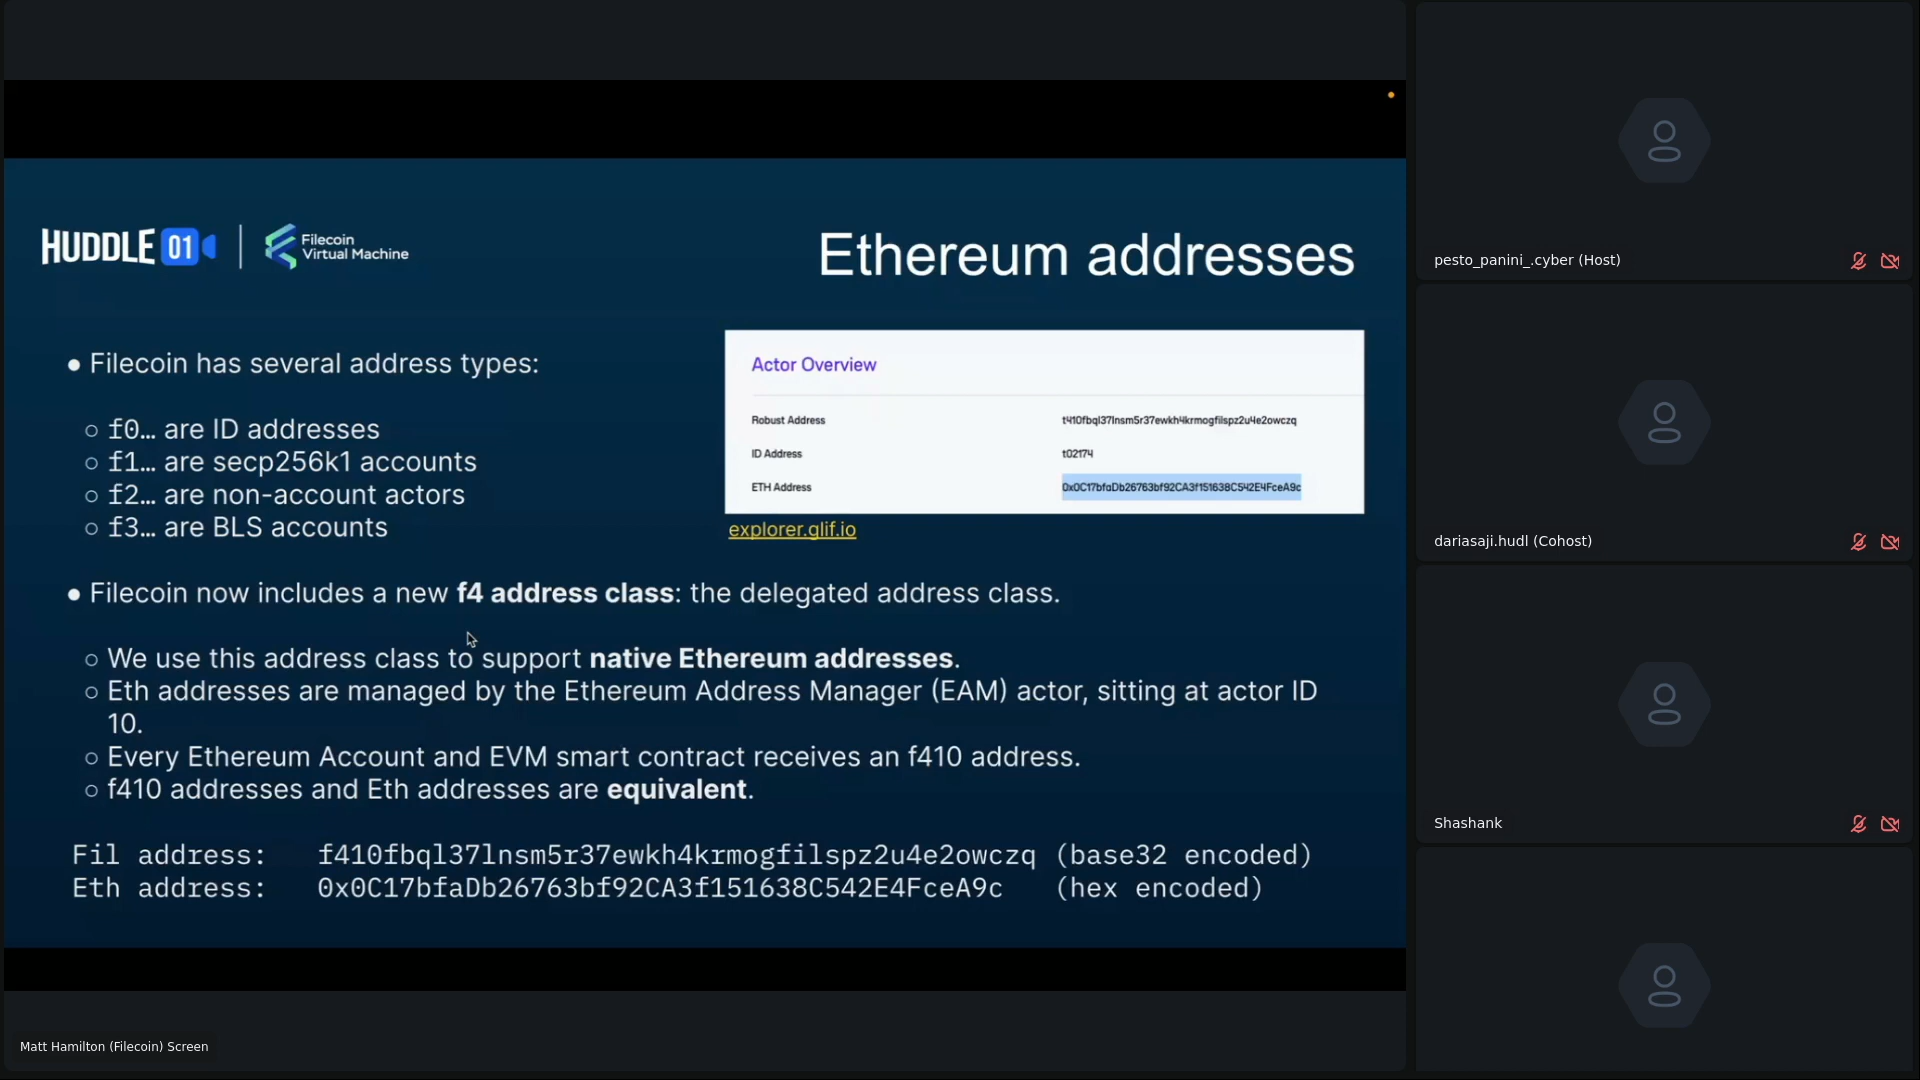 HUDDLE 01
Filecoin
Virtual Machine
Ethereum addresses
● Filecoin has several address types:
○ f0… are ID addresses
○ f1… are secp256k1 accounts
○ f2… are non-account actors
○ f3… are BLS accounts
Actor Overview
Robust Address t410fbql37lnsm5r37ewkh4krmogfilspz2u4e2owczq
ID Address t02174
ETH Address 0x0C17bfaDb26763bf92CA3f151638C542E4FceA9c
explorer.glif.io
● Filecoin now includes a new f4 address class: the delegated address class.
○ We use this address class to support native Ethereum addresses.
○ Eth addresses are managed by the Ethereum Address Manager (EAM) actor, sitting at actor ID
10.
○ Every Ethereum Account and EVM smart contract receives an f410 address.
○ f410 addresses and Eth addresses are equivalent.
Fil address: f410fbql37lnsm5r37ewkh4krmogfilspz2u4e2owczq (base32 encoded)
Eth address: 0x0C17bfaDb26763bf92CA3f151638C542E4FceA9c (hex encoded)
Matt Hamilton (Filecoin) Screen
pesto_panini_.cyber (Host)
dariasaji.hudl (Cohost)
Shashank